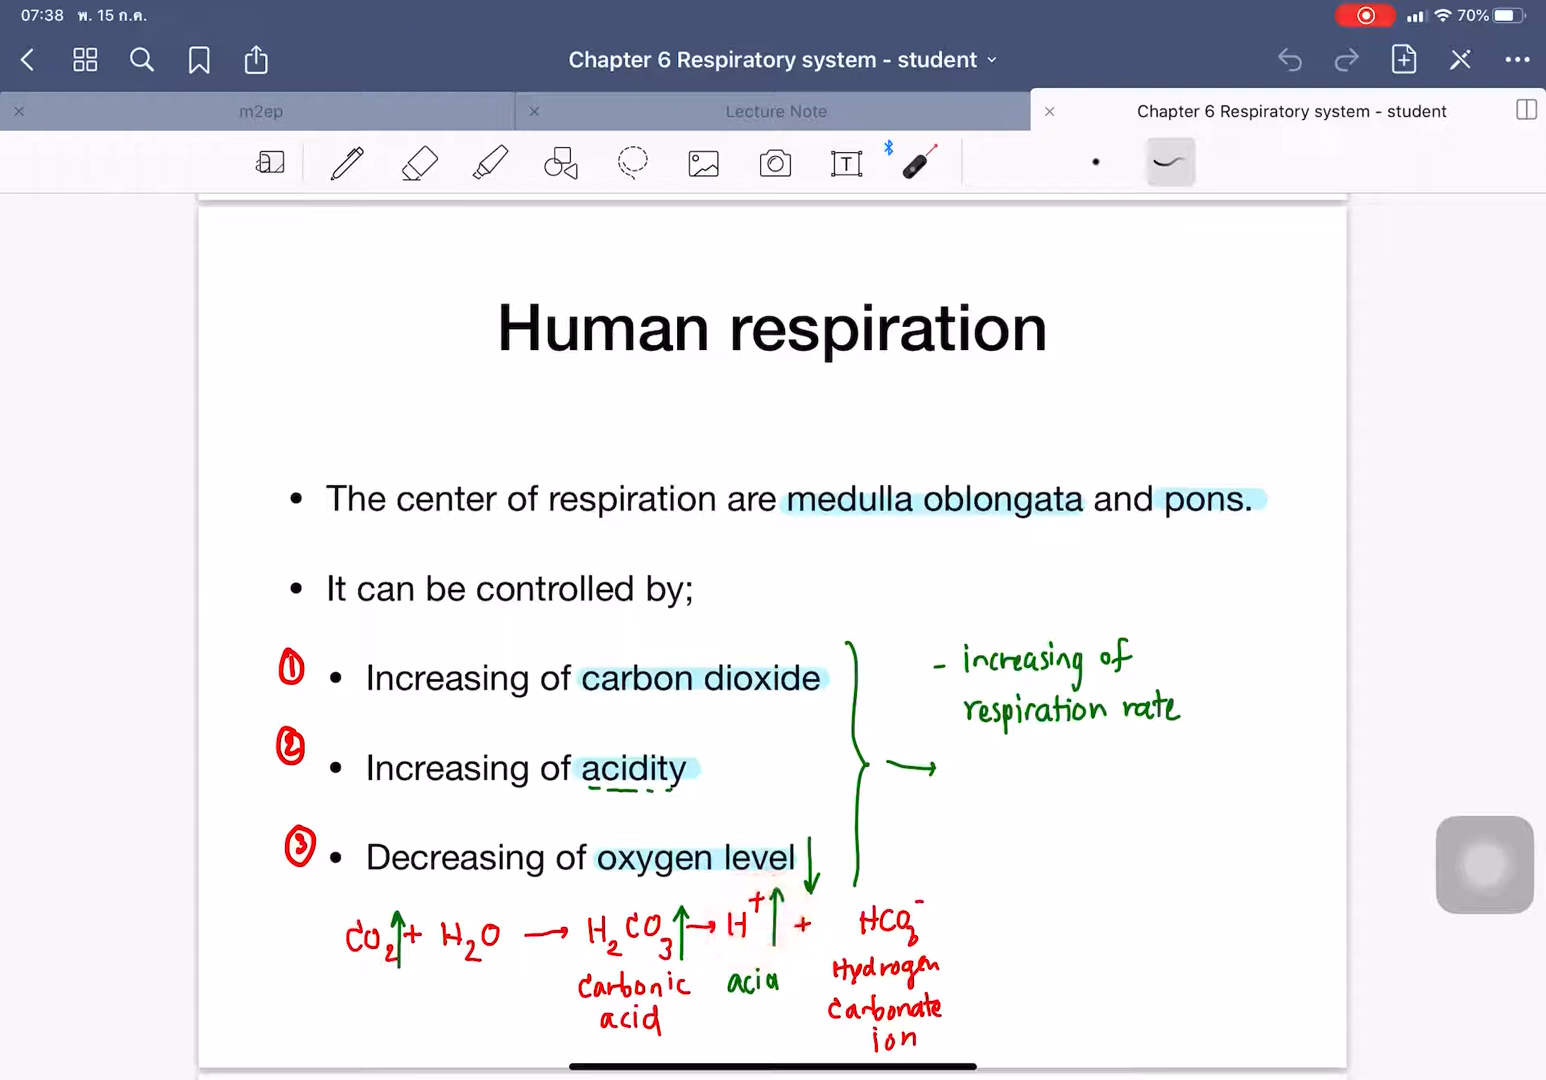 07:38 พ. 15 ก.ค. 70%
Chapter 6 Respiratory system - student
m2ep Lecture Note Chapter 6 Respiratory system - student
Human respiration
• The center of respiration are medulla oblongata and pons.
• It can be controlled by;
① • Increasing of carbon dioxide
② • Increasing of acidity
③ • Decreasing of oxygen level ↓
- increasing of
respiration rate
→
CO₂↑ + H₂O → H₂CO₃↑ → H⁺↑ + HCO₃⁻
Carbonic
acid
acid
Hydrogen
Carbonate
ion